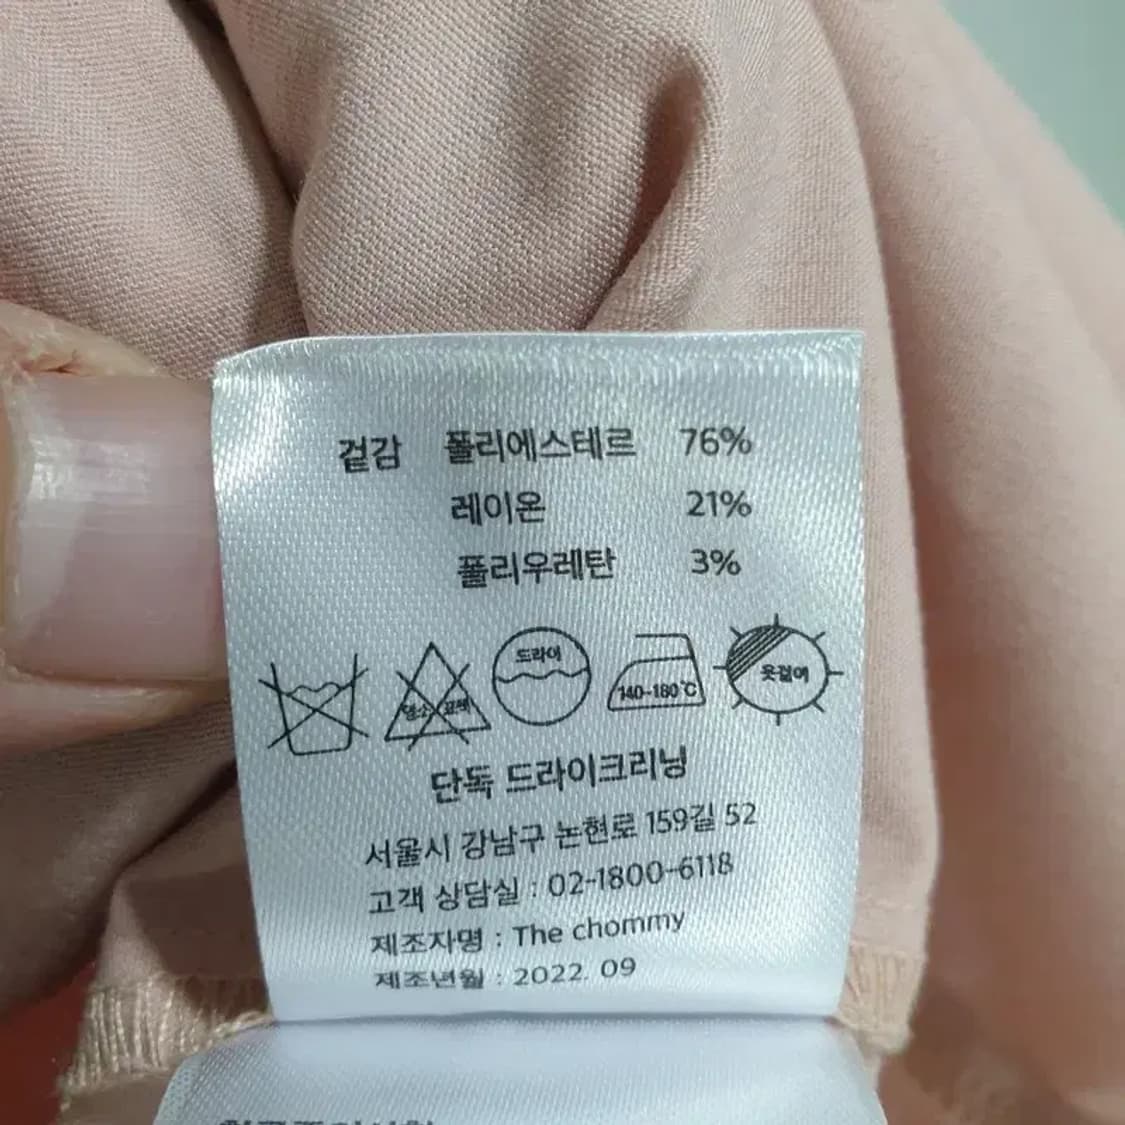 겉감 폴리에스테르 76%
레이온 21%
폴리우레탄 3%
염소 표백
드라이
140-180℃
옷걸이
단독 드라이크리닝
서울시 강남구 논현로 159길 52
고객 상담실 : 02-1800-6118
제조자명 : The chommy
제조년월 : 2022. 09